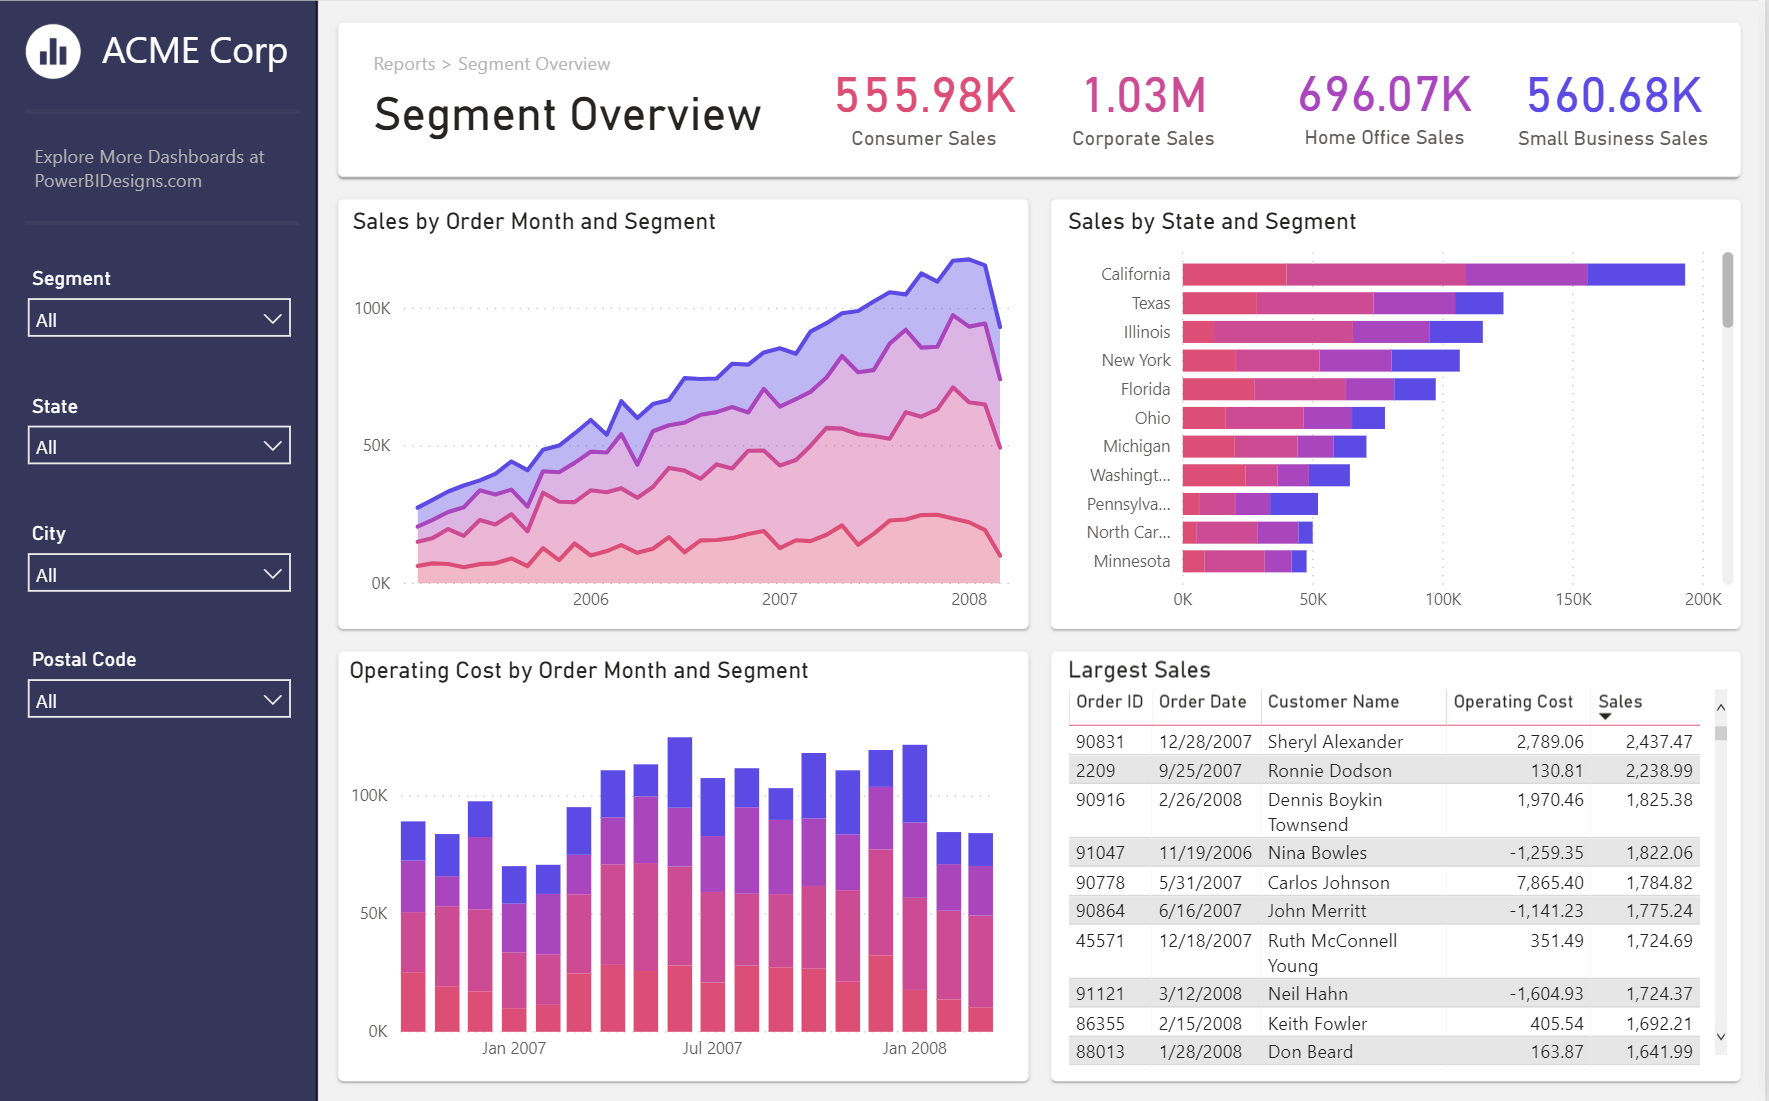 ACME Corp
Explore More Dashboards at
PowerBIDesigns.com
Segment
All
State
All
City
All
Postal Code
All
Reports > Segment Overview
Segment Overview
555.98K
Consumer Sales
1.03M
Corporate Sales
696.07K
Home Office Sales
560.68K
Small Business Sales
Sales by Order Month and Segment
100K
50K
0K
2006 2007 2008
Sales by State and Segment
California
Texas
Illinois
New York
Florida
Ohio
Michigan
Washingt...
Pennsylva...
North Car...
Minnesota
0K 50K 100K 150K 200K
Operating Cost by Order Month and Segment
100K
50K
0K
Jan 2007 Jul 2007 Jan 2008
Largest Sales
Order ID Order Date Customer Name Operating Cost Sales
90831 12/28/2007 Sheryl Alexander 2,789.06 2,437.47
2209 9/25/2007 Ronnie Dodson 130.81 2,238.99
90916 2/26/2008 Dennis Boykin 1,970.46 1,825.38
Townsend
91047 11/19/2006 Nina Bowles -1,259.35 1,822.06
90778 5/31/2007 Carlos Johnson 7,865.40 1,784.82
90864 6/16/2007 John Merritt -1,141.23 1,775.24
45571 12/18/2007 Ruth McConnell 351.49 1,724.69
Young
91121 3/12/2008 Neil Hahn -1,604.93 1,724.37
86355 2/15/2008 Keith Fowler 405.54 1,692.21
88013 1/28/2008 Don Beard 163.87 1,641.99